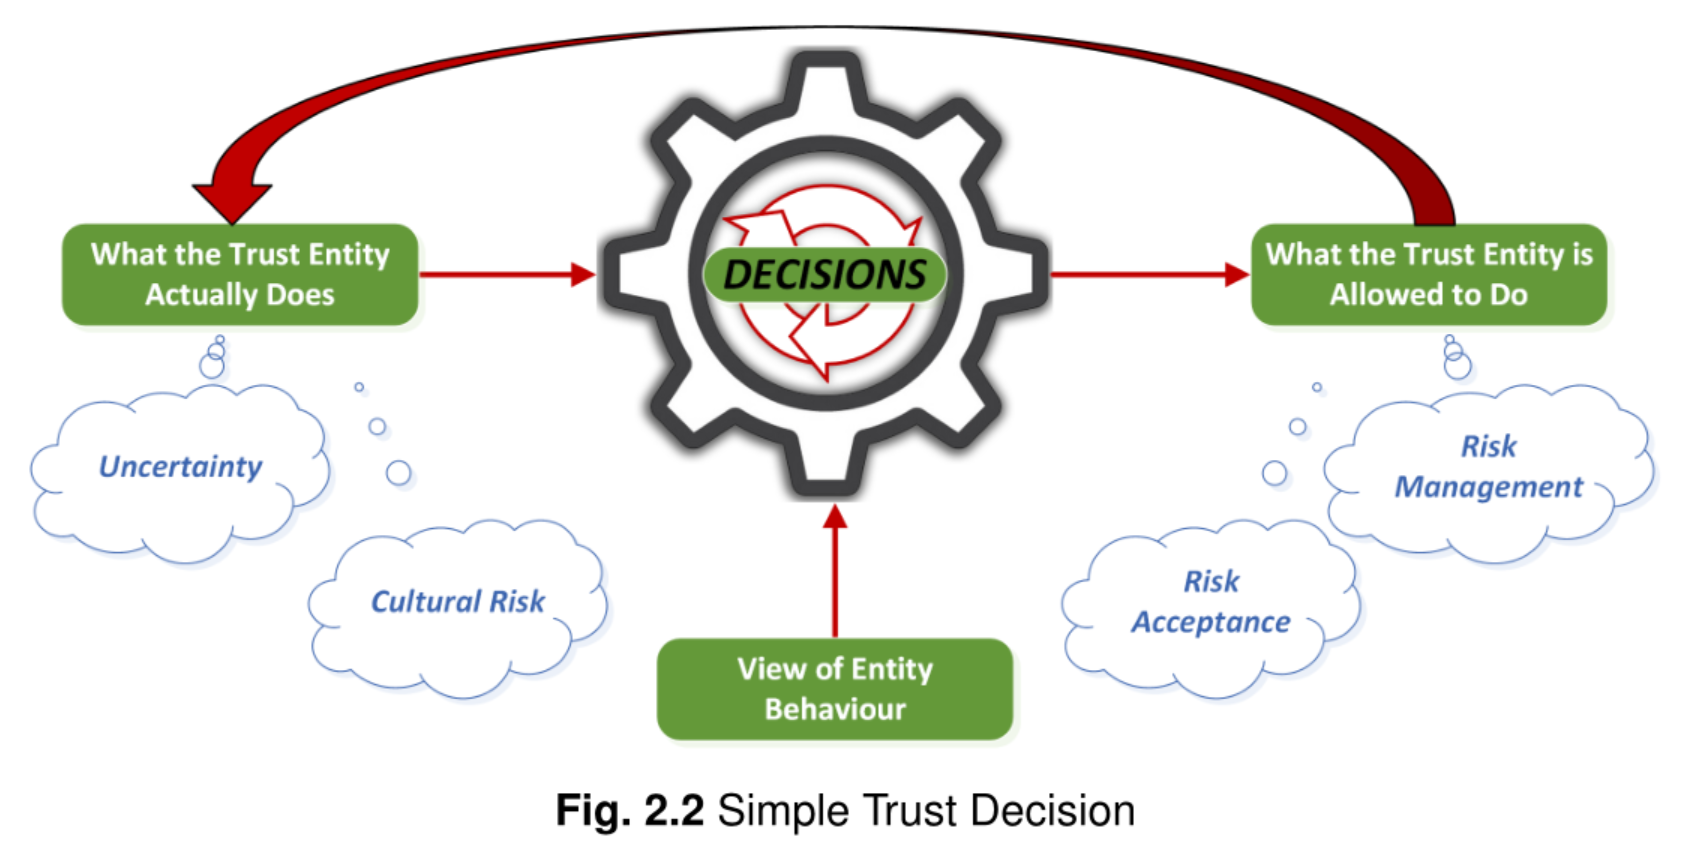 What the Trust Entity
Actually Does
DECISIONS
What the Trust Entity is
Allowed to Do
Uncertainty
Cultural Risk
Risk
Management
Risk
Acceptance
View of Entity
Behaviour
Fig. 2.2 Simple Trust Decision